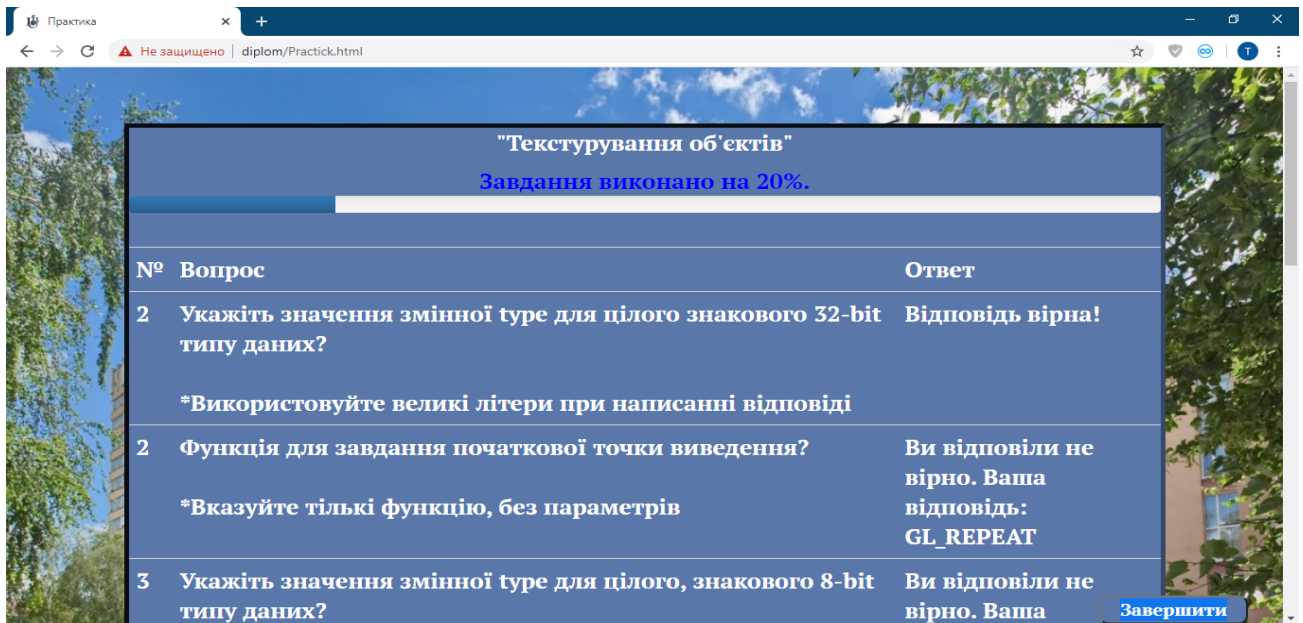 Практика
Не защищено
diplom/Practick.html
T
"Текстурування об'єктів"
Завдання виконано на 20%.
№ Вопрос Ответ
2 Укажіть значення змінної type для цілого знакового 32-bit Відповідь вірна!
типу даних?
*Використовуйте великі літери при написанні відповіді
2 Функція для завдання початкової точки виведення? Ви відповіли не
вірно. Ваша
*Вказуйте тількі функцію, без параметрів відповідь:
GL_REPEAT
3 Укажіть значення змінної type для цілого, знакового 8-bit Ви відповіли не
типу даних? вірно. Ваша
Завершити